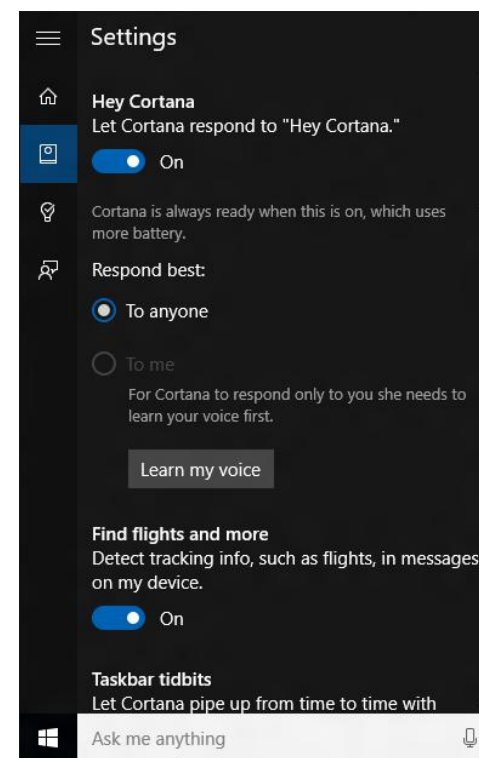 Settings
Hey Cortana
Let Cortana respond to "Hey Cortana."
On
Cortana is always ready when this is on, which uses
more battery.
Respond best:
To anyone
To me
For Cortana to respond only to you she needs to
learn your voice first.
Learn my voice
Find flights and more
Detect tracking info, such as flights, in messages
on my device.
On
Taskbar tidbits
Let Cortana pipe up from time to time with
Ask me anything